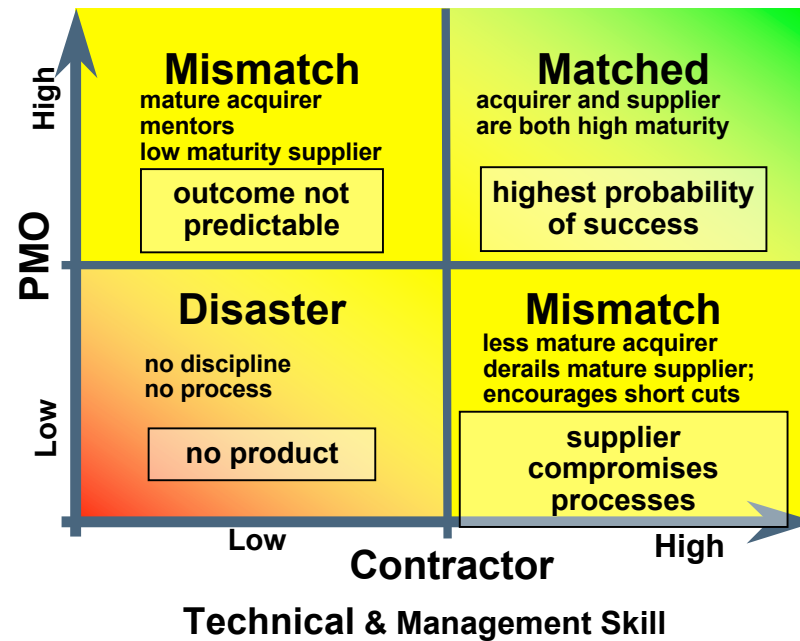 High
Mismatch
mature acquirer
mentors
low maturity supplier
outcome not
predictable
Matched
acquirer and supplier
are both high maturity
highest probability
of success
PMO
Low
Disaster
no discipline
no process
no product
Mismatch
less mature acquirer
derails mature supplier;
encourages short cuts
supplier
compromises
processes
Low
High
Contractor
Technical & Management Skill